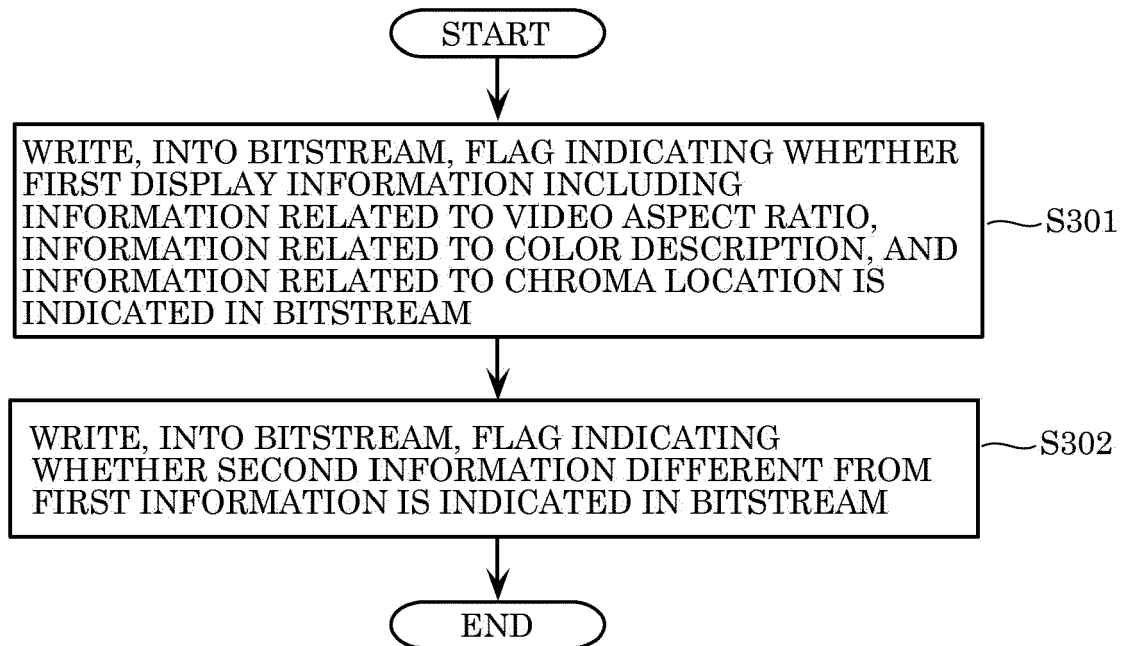 START
WRITE, INTO BITSTREAM, FLAG INDICATING WHETHER
FIRST DISPLAY INFORMATION INCLUDING
INFORMATION RELATED TO VIDEO ASPECT RATIO,
INFORMATION RELATED TO COLOR DESCRIPTION, AND
INFORMATION RELATED TO CHROMA LOCATION IS
INDICATED IN BITSTREAM
S301
WRITE, INTO BITSTREAM, FLAG INDICATING
WHETHER SECOND INFORMATION DIFFERENT FROM
FIRST INFORMATION IS INDICATED IN BITSTREAM
S302
END